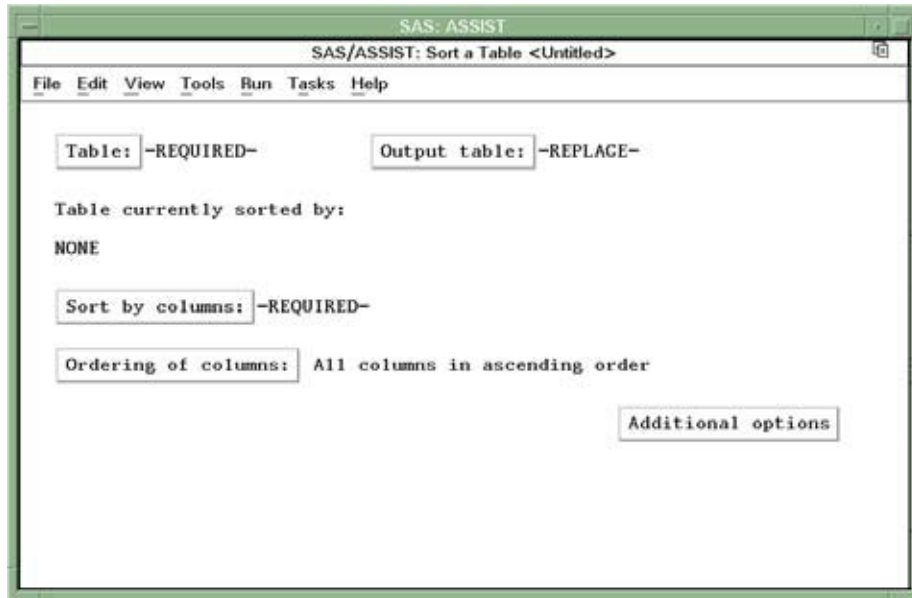 SAS: ASSIST
SAS/ASSIST: Sort a Table <Untitled>
File Edit View Tools Run Tasks Help
Table: -REQUIRED- Output table: -REPLACE-
Table currently sorted by:
NONE
Sort by columns: -REQUIRED-
Ordering of columns: All columns in ascending order
Additional options